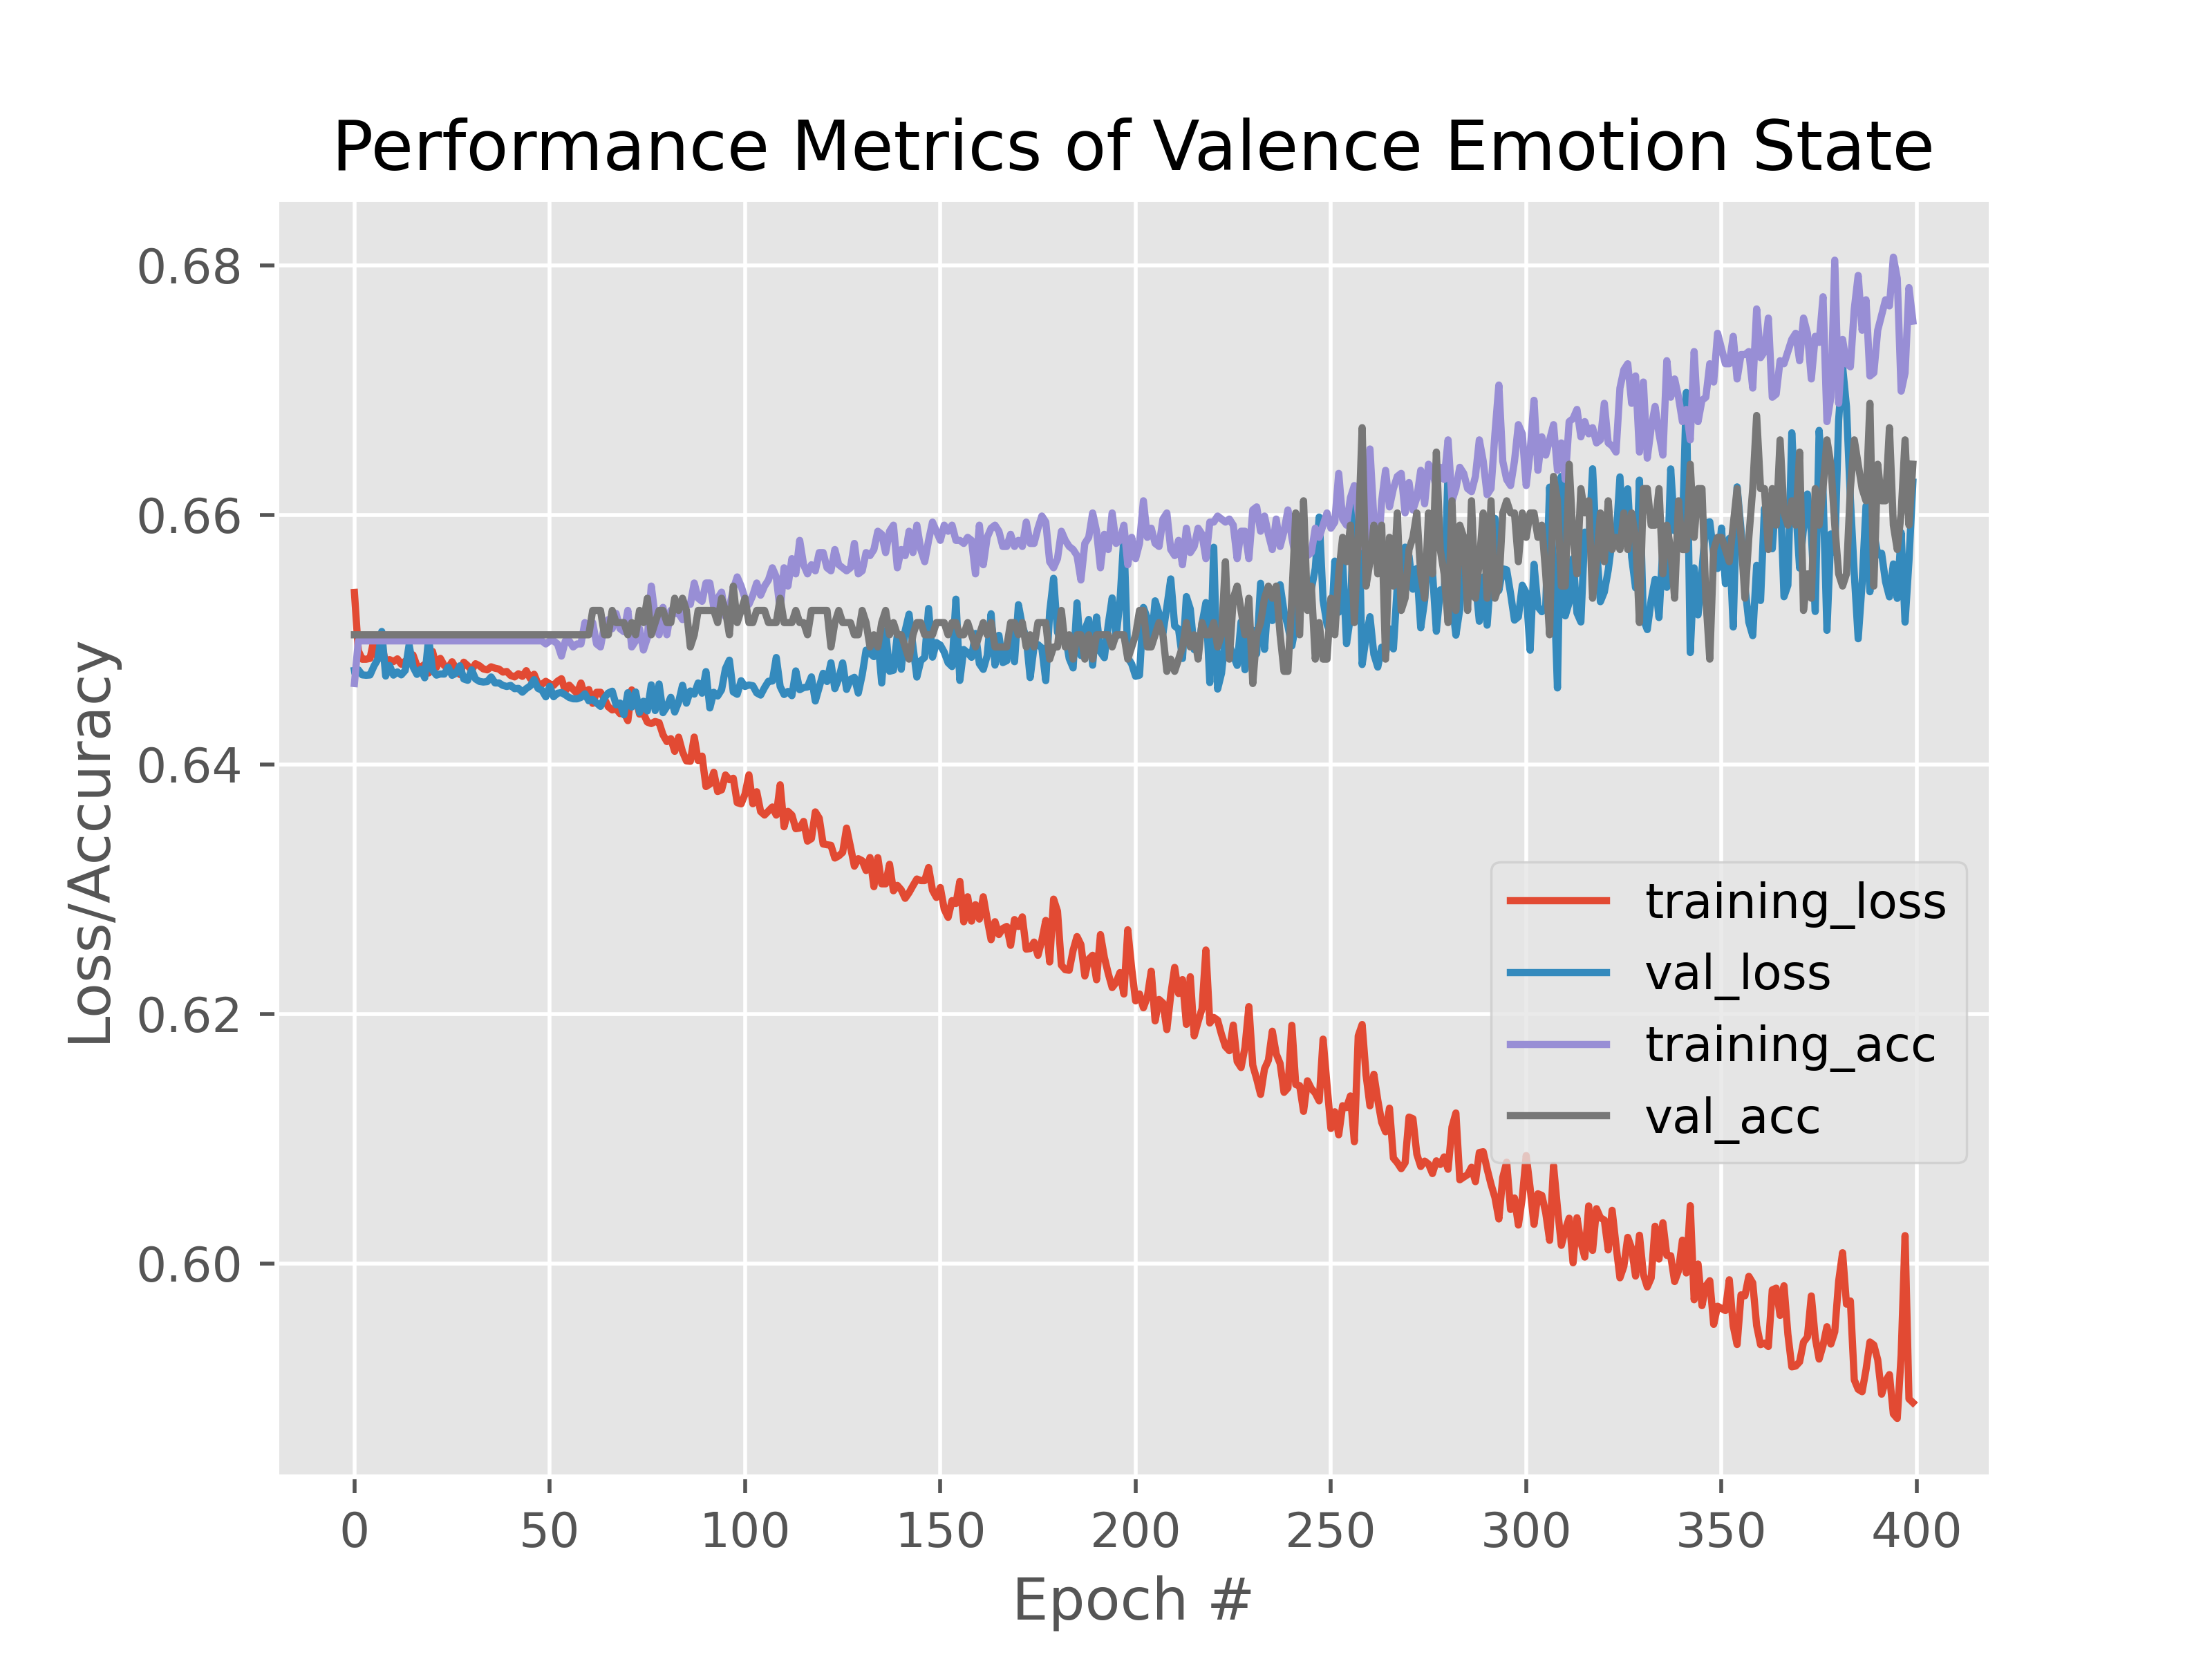 Performance Metrics of Valence Emotion State
Loss/Accuracy
0.68
0.66
0.64
0.62
0.60
training_loss
val_loss
training_acc
val_acc
0 50 100 150 200 250 300 350 400
Epoch #